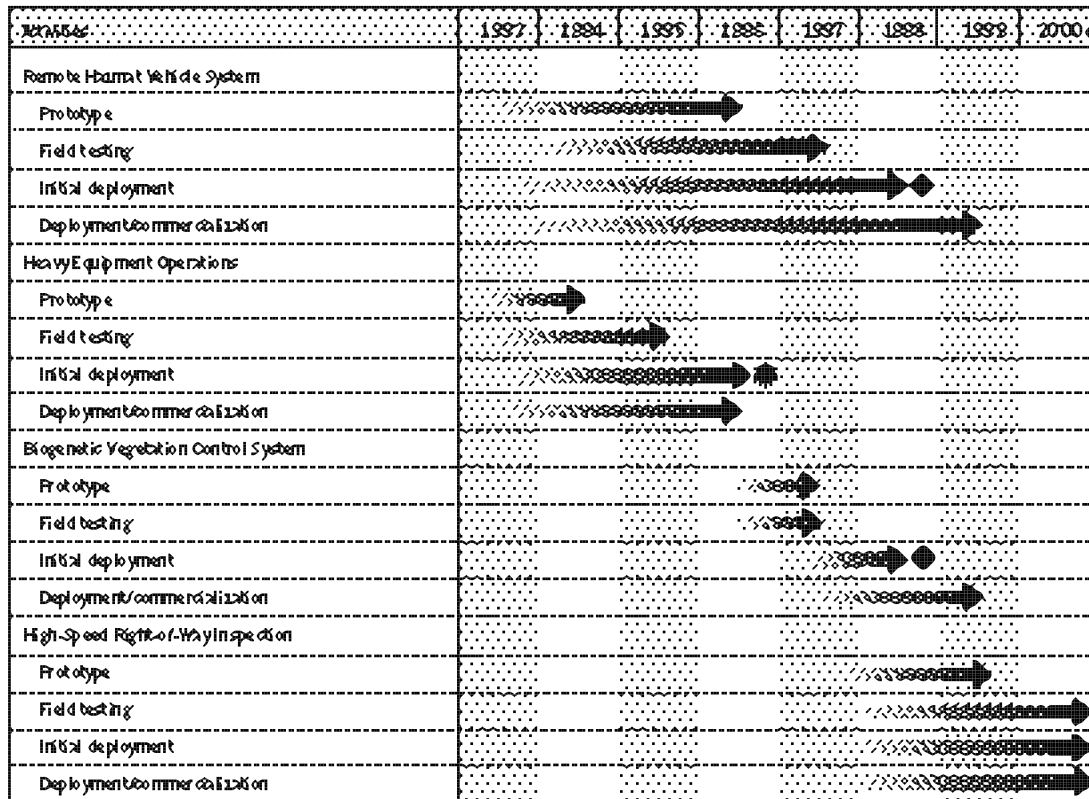 Activities 1993 1994 1995 1996 1997 1998 1999 2000
Remote Hazmat Vehicle System
Prototype
Field testing
Initial deployment
Deployment/commercialization
Heavy Equipment Operations
Prototype
Field testing
Initial deployment
Deployment/commercialization
Biogenetic Vegetation Control System
Prototype
Field testing
Initial deployment
Deployment/commercialization
High-Speed Right-of-Way Inspection
Prototype
Field testing
Initial deployment
Deployment/commercialization